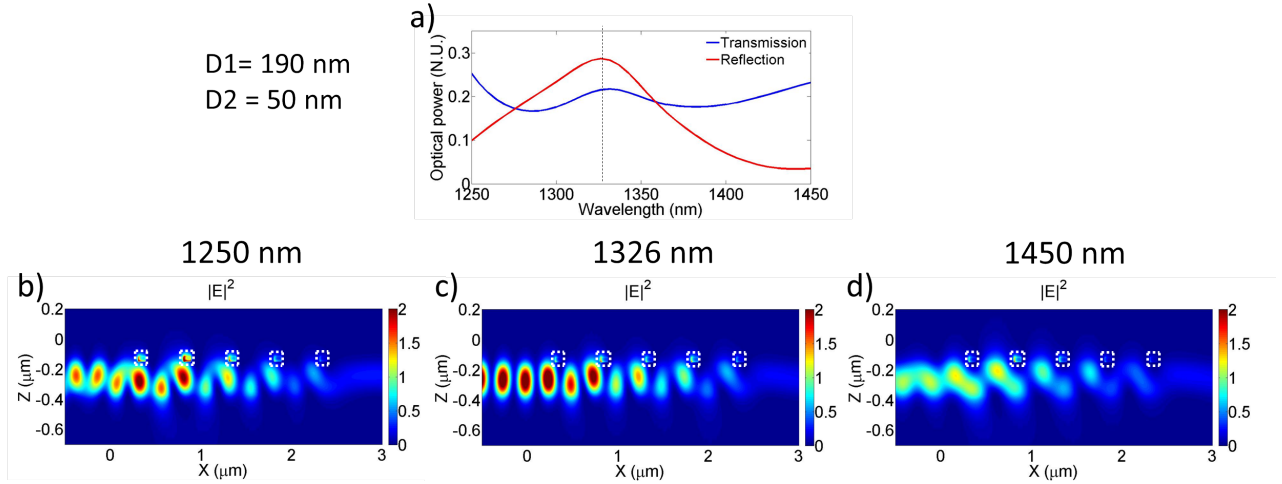 a)
D1= 190 nm
D2 = 50 nm
Optical power (N.U.)
0.3
0.2
0.1
0
Transmission
Reflection
1250 1300 1350 1400 1450
Wavelength (nm)
1250 nm
1326 nm
1450 nm
b)
|E|²
Z (μm)
0.2
0
-0.2
-0.4
-0.6
0 1 2 3
X (μm)
2
1.5
1
0.5
0
c)
|E|²
Z (μm)
0.2
0
-0.2
-0.4
-0.6
0 1 2 3
X (μm)
2
1.5
1
0.5
0
d)
|E|²
Z (μm)
0.2
0
-0.2
-0.4
-0.6
0 1 2 3
X (μm)
2
1.5
1
0.5
0